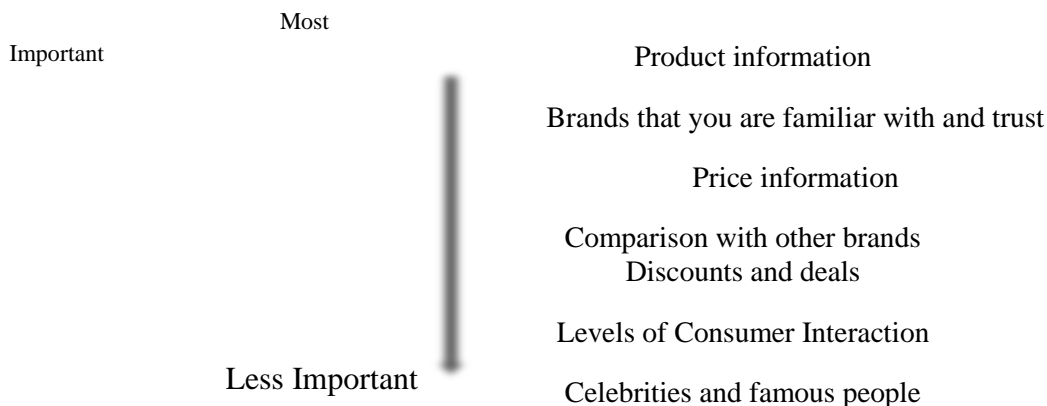 Most
Important
Product information
Brands that you are familiar with and trust
Price information
Comparison with other brands
Discounts and deals
Levels of Consumer Interaction
Less Important
Celebrities and famous people